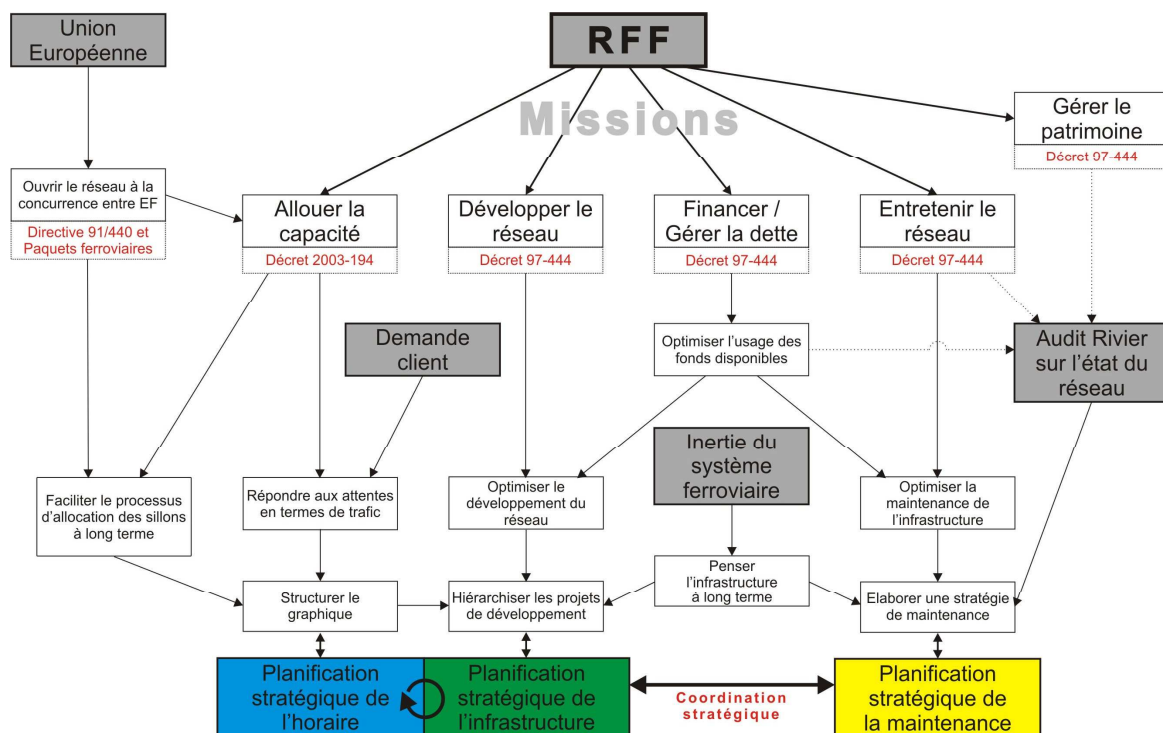 Union
Européenne
RFF
Missions
Gérer le
patrimoine
Décret 97-444
Ouvrir le réseau à la
concurrence entre EF
Directive 91/440 et
Paquets ferroviaires
Allouer la
capacité
Décret 2003-194
Développer le
réseau
Décret 97-444
Financer /
Gérer la dette
Décret 97-444
Entretenir le
réseau
Décret 97-444
Demande
client
Optimiser l'usage des
fonds disponibles
Audit Rivier
sur l'état du
réseau
Inertie du
système
ferroviaire
Faciliter le processus
d'allocation des sillons
à long terme
Répondre aux attentes
en termes de trafic
Optimiser le
développement du
réseau
Optimiser la
maintenance de
l'infrastructure
Penser
l'infrastructure
à long terme
Structurer le
graphique
Hiérarchiser les projets
de développement
Elaborer une stratégie
de maintenance
Planification
stratégique de
l'horaire
Planification
stratégique de
l'infrastructure
Coordination
stratégique
Planification
stratégique de
la maintenance